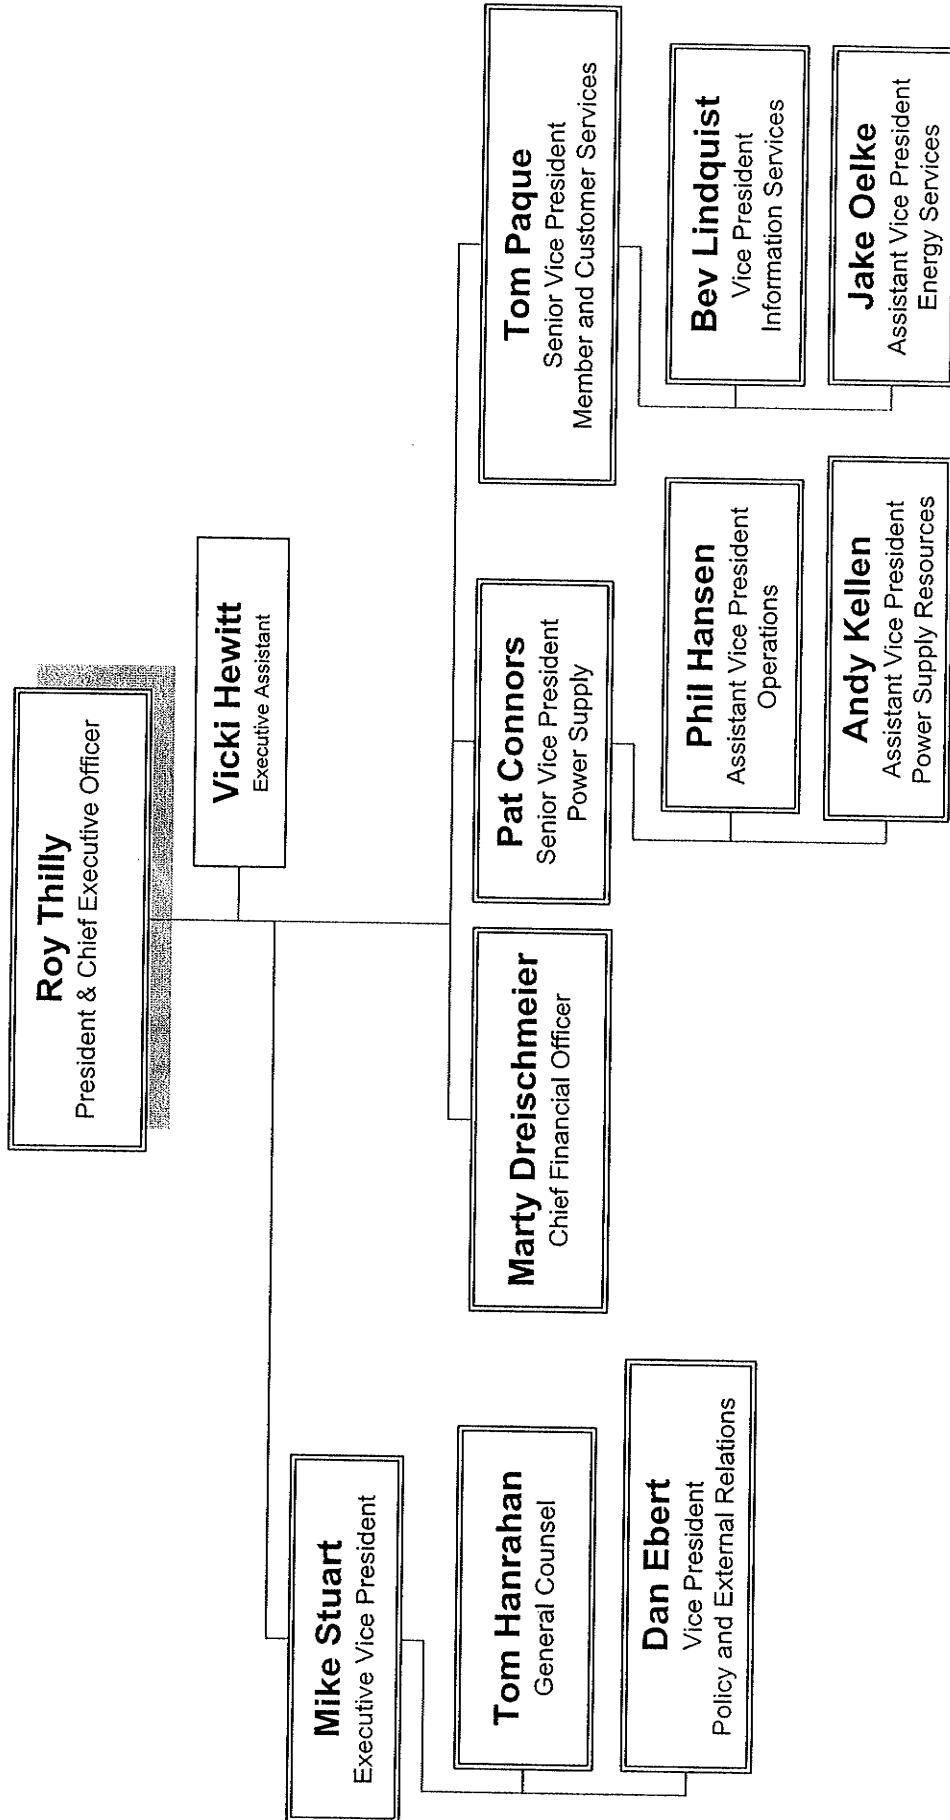 Roy Thilly
President & Chief Executive Officer
Vicki Hewitt
Executive Assistant
Mike Stuart
Executive Vice President
Tom Hanrahan
General Counsel
Dan Ebert
Vice President
Policy and External Relations
Marty Dreischmeier
Chief Financial Officer
Pat Connors
Senior Vice President
Power Supply
Phil Hansen
Assistant Vice President
Operations
Andy Kellen
Assistant Vice President
Power Supply Resources
Tom Paque
Senior Vice President
Member and Customer Services
Bev Lindquist
Vice President
Information Services
Jake Oelke
Assistant Vice President
Energy Services